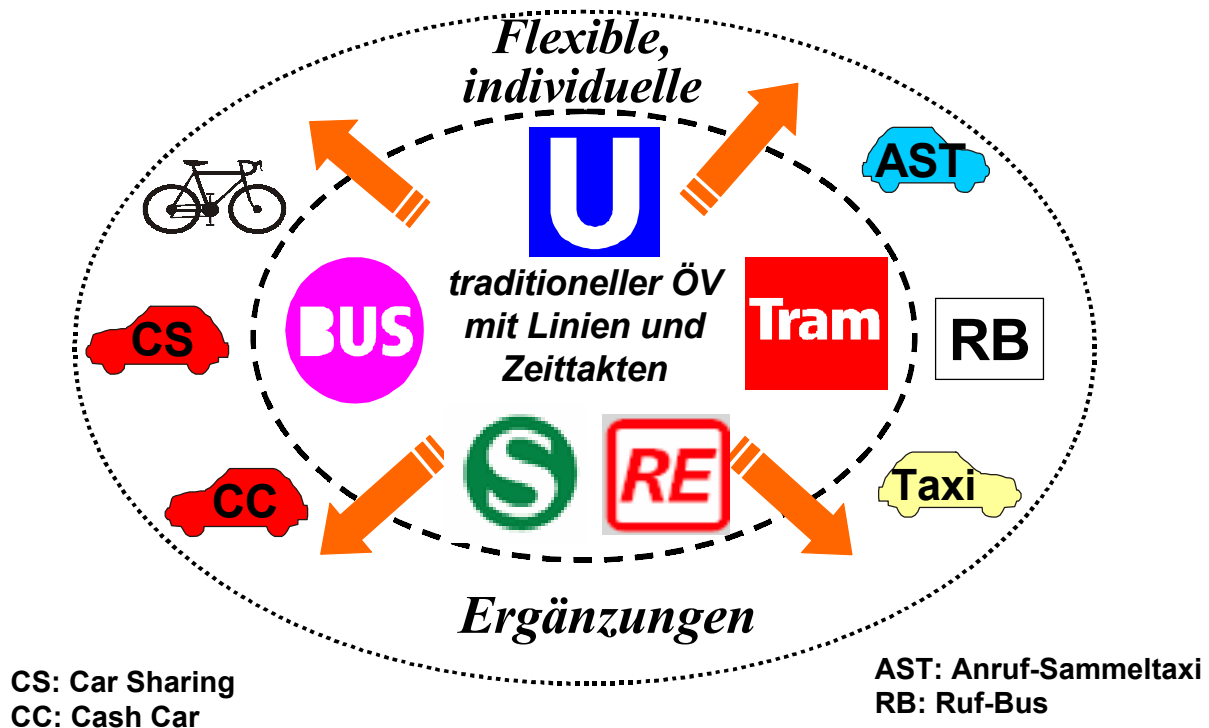 Flexible,
individuelle
AST
U
BUS
traditioneller ÖV
mit Linien und
Zeittakten
Tram
CS
RB
S
RE
CC
Taxi
Ergänzungen
CS: Car Sharing
CC: Cash Car
AST: Anruf-Sammeltaxi
RB: Ruf-Bus